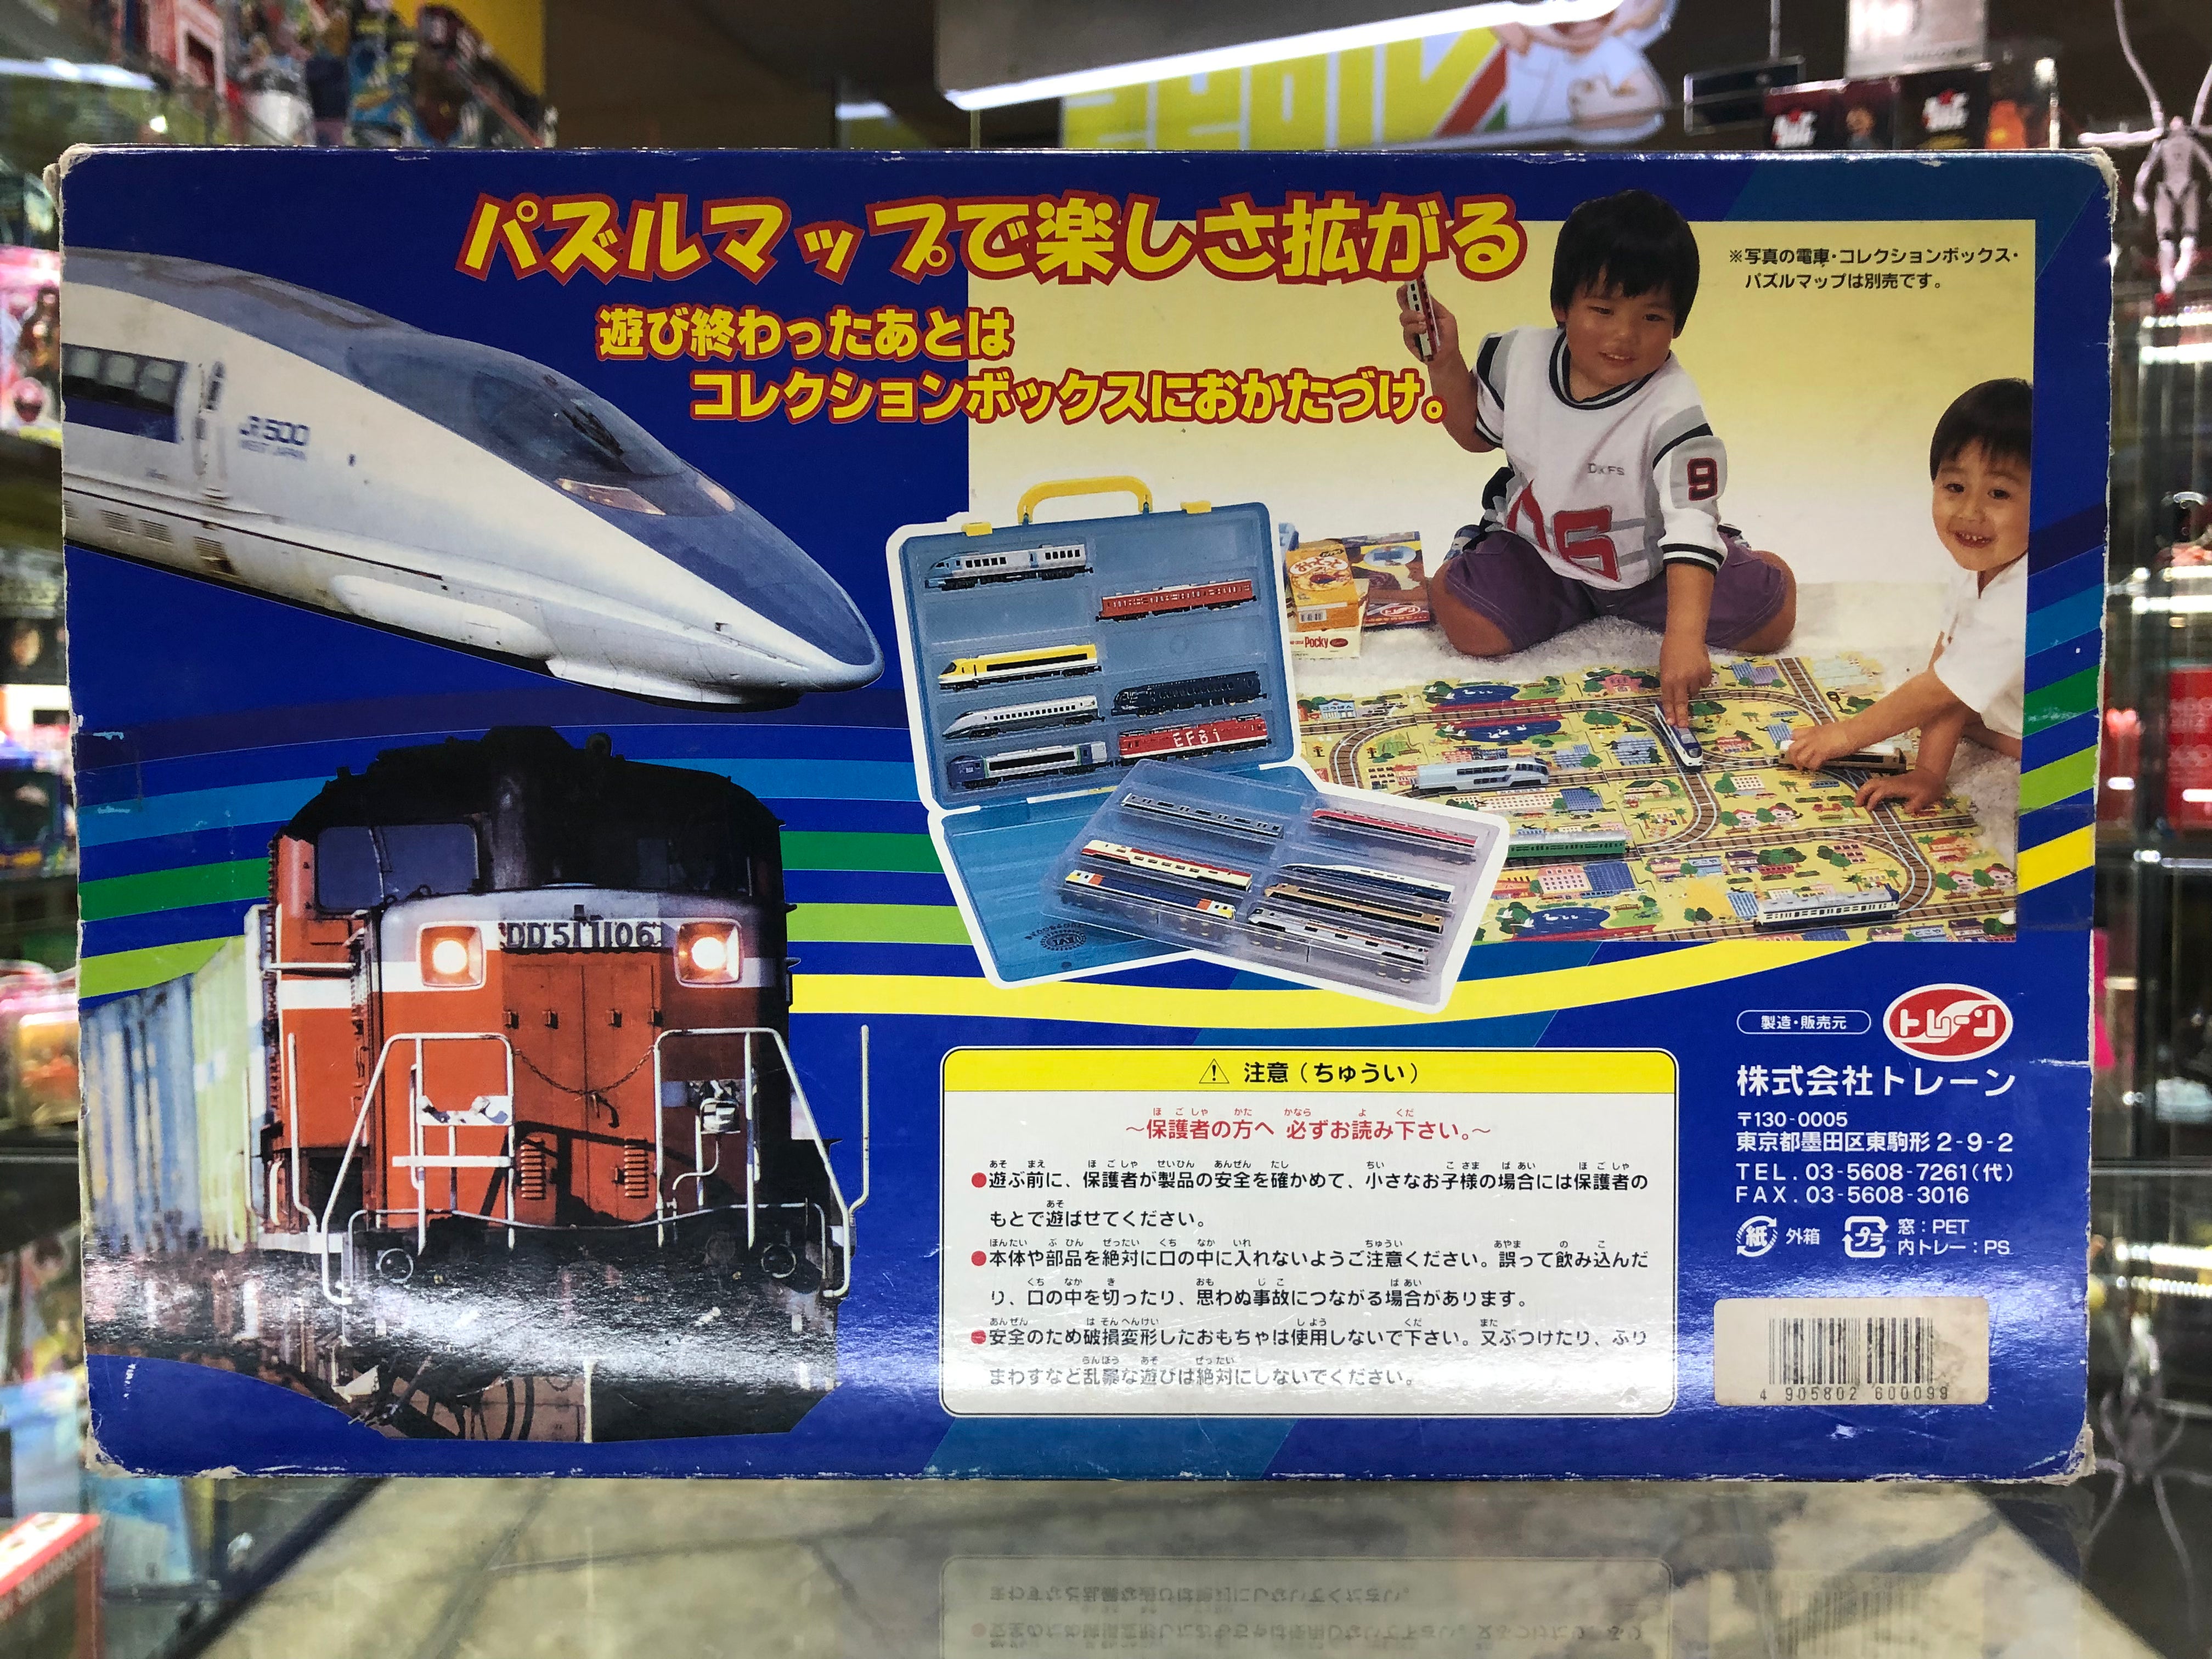 パズルマップで楽しさ拡がる
遊び終わったあとは
コレクションボックスにおかたづけ。
※写真の電車・コレクションボックス・
パズルマップは別売です。
JR500
WEST JAPAN
DKFS
9
Pocky
EF81
DD51 1106
製造・販売元
トレーン
株式会社トレーン
〒130-0005
東京都墨田区東駒形2-9-2
TEL.03-5608-7261(代)
FAX.03-5608-3016
紙 外箱
プラ 窓:PET
内トレー:PS
4 905802 600099
⚠ 注意(ちゅうい)
~保護者の方へ 必ずお読み下さい。~
●遊ぶ前に、保護者が製品の安全を確かめて、小さなお子様の場合には保護者の
もとで遊ばせてください。
●本体や部品を絶対に口の中に入れないようご注意ください。誤って飲み込んだ
り、口の中を切ったり、思わぬ事故につながる場合があります。
●安全のため破損変形したおもちゃは使用しないで下さい。又ぶつけたり、ふり
まわすなど乱暴な遊びは絶対にしないでください。